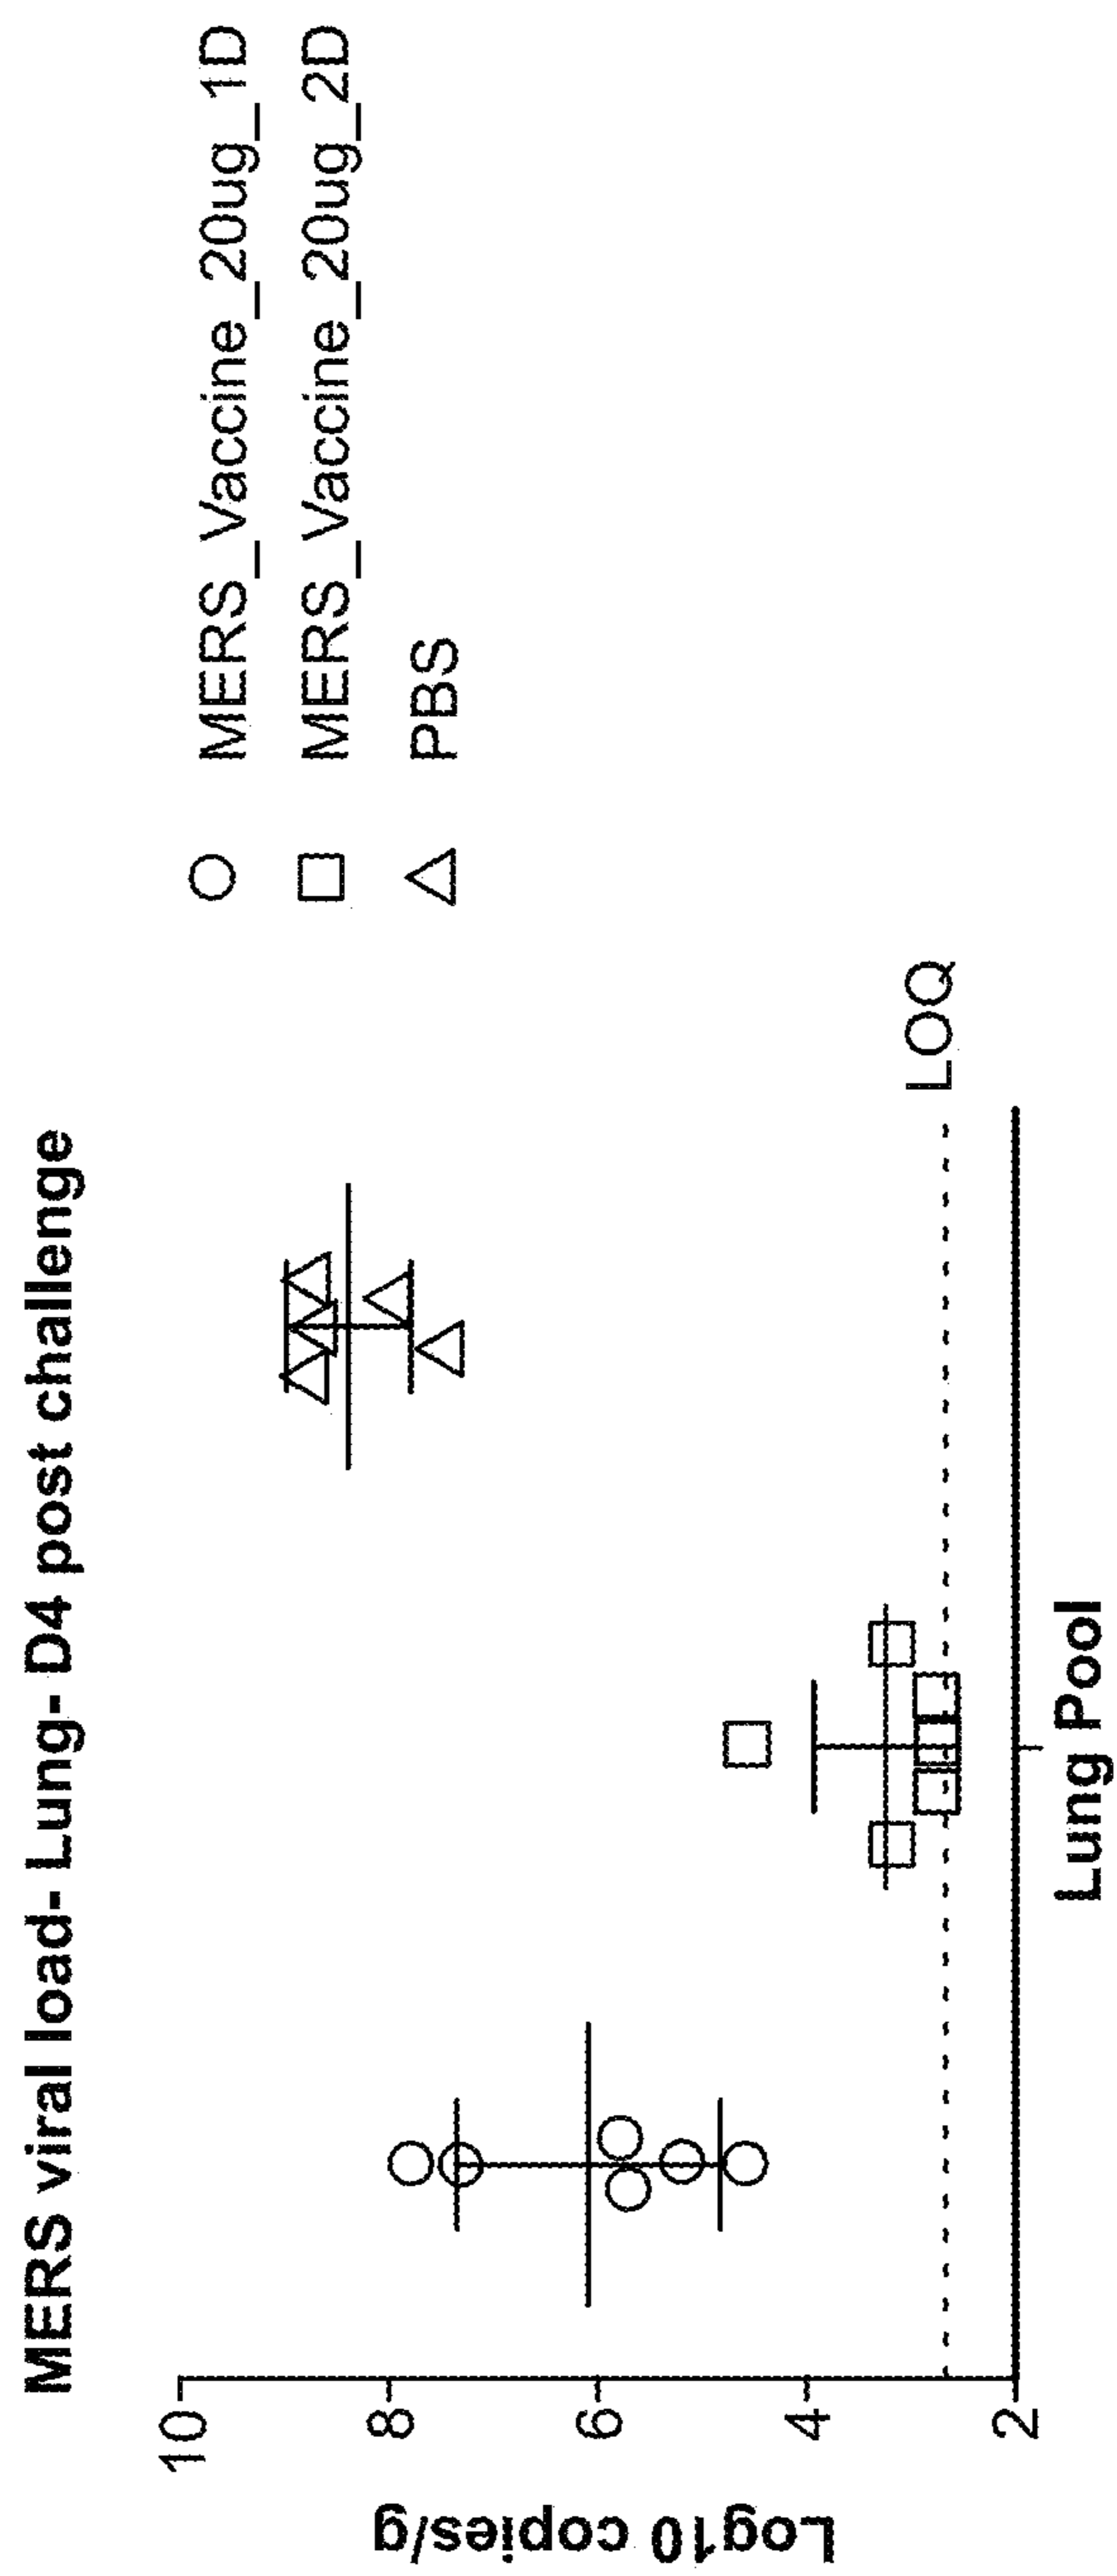 MERS viral load- Lung- D4 post challenge
Log10 copies/g
10
8
6
4
2
LOQ
Lung Pool
MERS_Vaccine_20ug_1D
MERS_Vaccine_20ug_2D
PBS